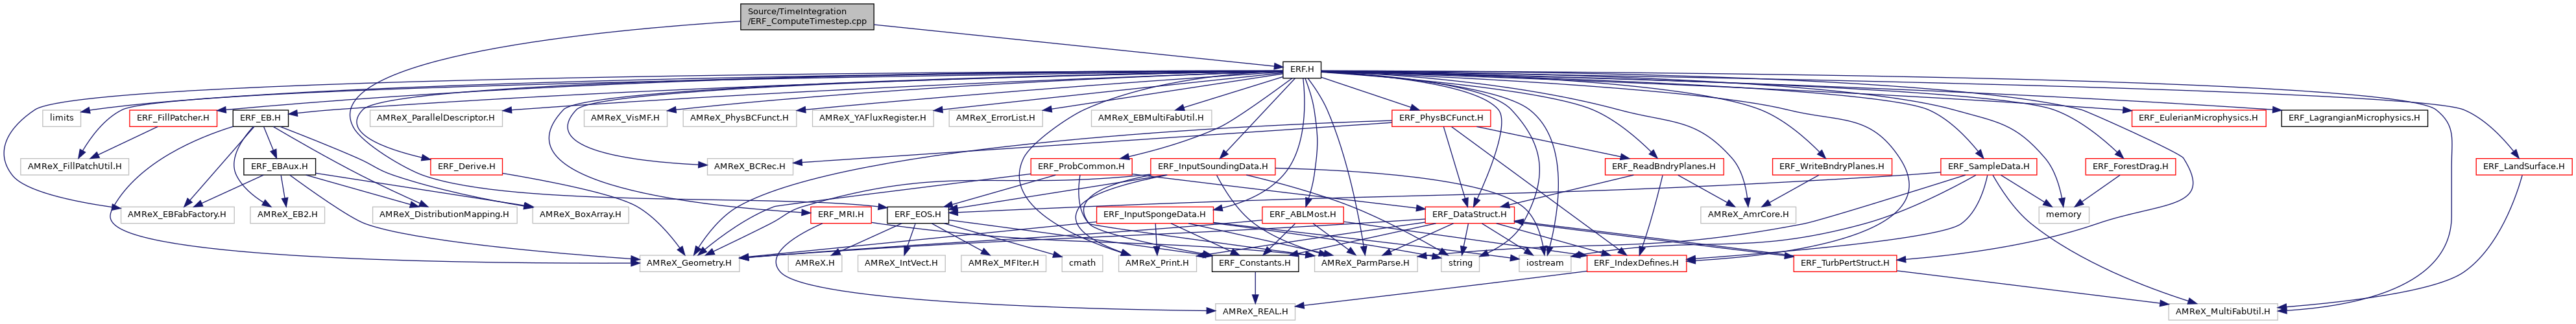 Source/TimeIntegration
/ERF_ComputeTimestep.cpp
ERF.H
limits
ERF_FillPatcher.H
ERF_EB.H
AMReX_ParallelDescriptor.H
AMReX_VisMF.H
AMReX_PhysBCFunct.H
AMReX_YAFluxRegister.H
AMReX_ErrorList.H
AMReX_EBMultiFabUtil.H
ERF_PhysBCFunct.H
ERF_EulerianMicrophysics.H
ERF_LagrangianMicrophysics.H
AMReX_FillPatchUtil.H
ERF_EBAux.H
ERF_Derive.H
AMReX_BCRec.H
ERF_ProbCommon.H
ERF_InputSoundingData.H
ERF_ReadBndryPlanes.H
ERF_WriteBndryPlanes.H
ERF_SampleData.H
ERF_ForestDrag.H
ERF_LandSurface.H
AMReX_EBFabFactory.H
AMReX_EB2.H
AMReX_DistributionMapping.H
AMReX_BoxArray.H
ERF_MRI.H
ERF_EOS.H
ERF_InputSpongeData.H
ERF_ABLMost.H
ERF_DataStruct.H
AMReX_AmrCore.H
memory
AMReX_Geometry.H
AMReX.H
AMReX_IntVect.H
AMReX_MFIter.H
cmath
AMReX_Print.H
ERF_Constants.H
AMReX_ParmParse.H
string
iostream
ERF_IndexDefines.H
ERF_TurbPertStruct.H
AMReX_REAL.H
AMReX_MultiFabUtil.H